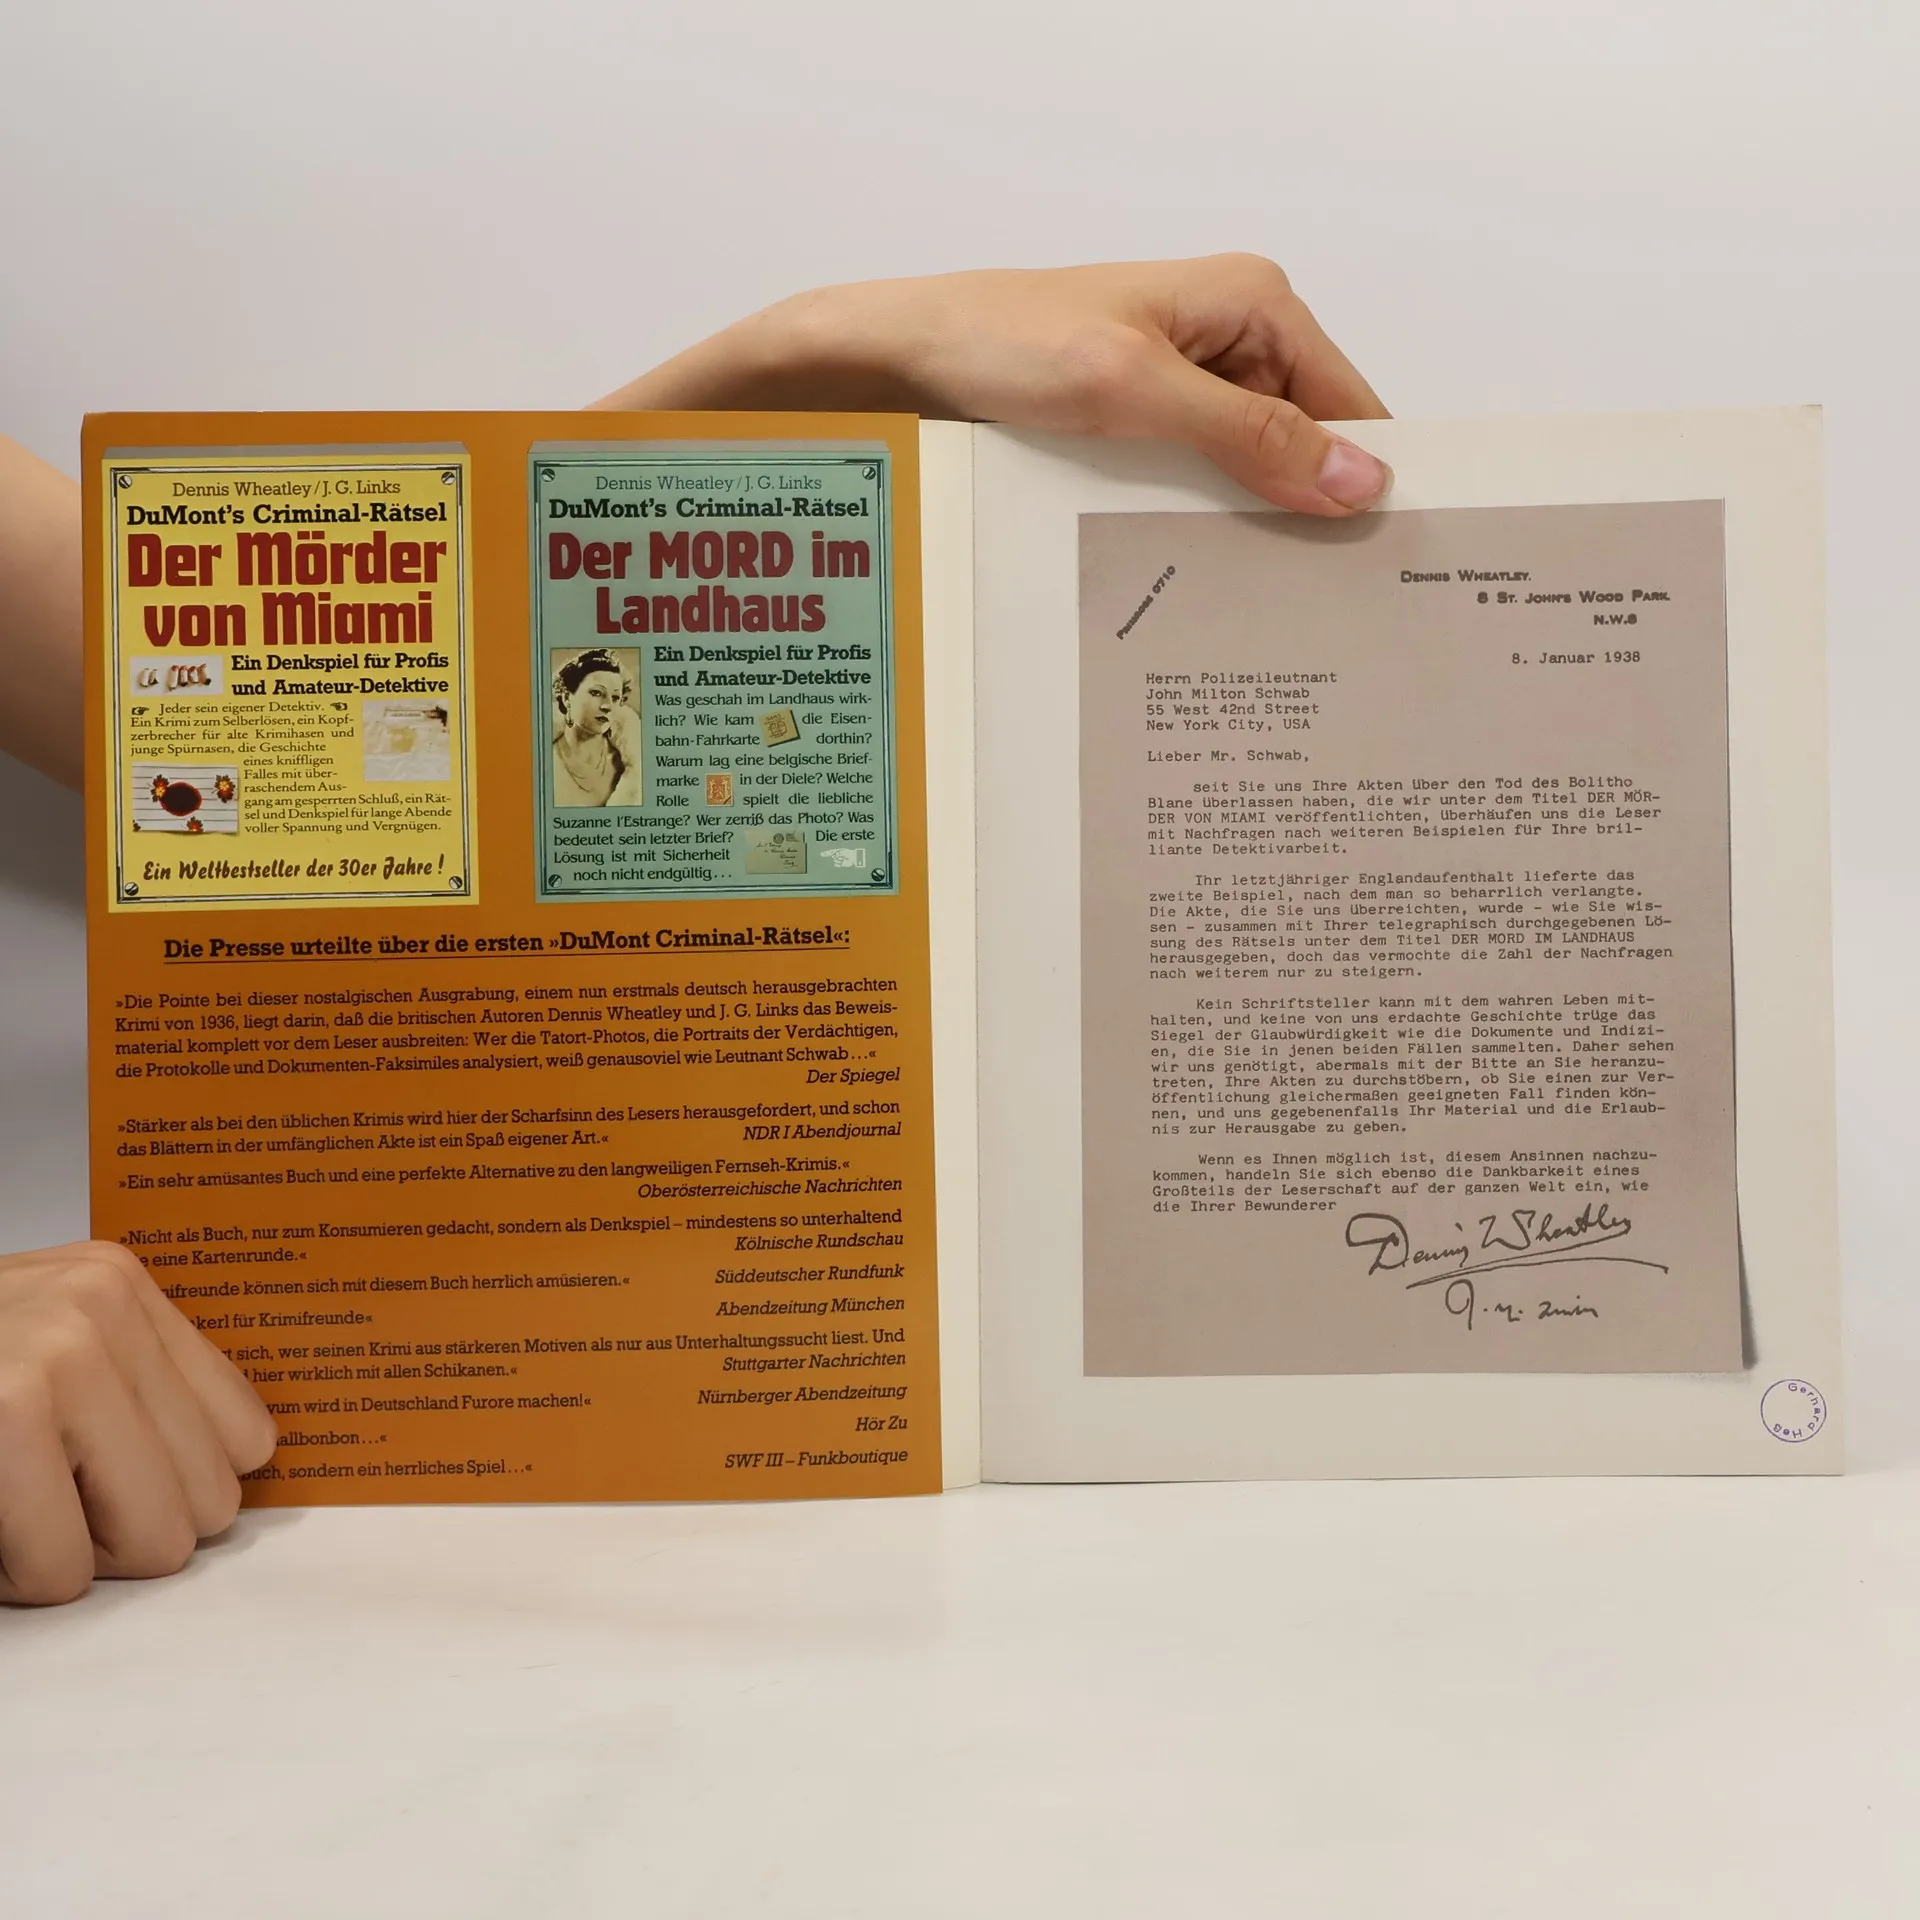 Dennis Wheatley/J. G. Links
DuMont's Criminal-Rätsel
Der Mörder
von Miami
Ein Denkspiel für Profis
und Amateur-Detektive
Jeder sein eigener Detektiv.
Ein Krimi zum Selberlösen, ein Kopf-
zerbrecher für alte Krimihasen und
junge Spürnasen, die Geschichte
eines kniffligen
Falles mit über-
raschendem Aus-
gang am gesperrten Schluß, ein Rät-
sel und Denkspiel für lange Abende
voller Spannung und Vergnügen.
Ein Weltbestseller der 30er Jahre!
Dennis Wheatley/J. G. Links
DuMont's Criminal-Rätsel
Der MORD im
Landhaus
Ein Denkspiel für Profis
und Amateur-Detektive
Was geschah im Landhaus wirk-
lich? Wie kam die Eisen-
bahn-Fahrkarte dorthin?
Warum lag eine belgische Brief-
marke in der Diele? Welche
Rolle spielt die liebliche
Suzanne l'Estrange? Wer zerriß das Photo? Was
bedeutet sein letzter Brief? Die erste
Lösung ist mit Sicherheit
noch nicht endgültig...
Die Presse urteilte über die ersten »DuMont Criminal-Rätsel«:
»Die Pointe bei dieser nostalgischen Ausgrabung, einem nun erstmals deutsch herausgebrachten
Krimi von 1936, liegt darin, daß die britischen Autoren Dennis Wheatley und J. G. Links das Beweis-
material komplett vor dem Leser ausbreiten: Wer die Tatort-Photos, die Portraits der Verdächtigen,
die Protokolle und Dokumenten-Faksimiles analysiert, weiß genausoviel wie Leutnant Schwab...«
Der Spiegel
»Stärker als bei den üblichen Krimis wird hier der Scharfsinn des Lesers herausgefordert, und schon
das Blättern in der umfänglichen Akte ist ein Spaß eigener Art.« NDR I Abendjournal
»Ein sehr amüsantes Buch und eine perfekte Alternative zu den langweiligen Fernseh-Krimis.«
Oberösterreichische Nachrichten
»Nicht als Buch, nur zum Konsumieren gedacht, sondern als Denkspiel – mindestens so unterhaltend
eine Kartenrunde.« Kölnische Rundschau
ifreunde können sich mit diesem Buch herrlich amüsieren.« Süddeutscher Rundfunk
kerl für Krimifreunde« Abendzeitung München
t sich, wer seinen Krimi aus stärkeren Motiven als nur aus Unterhaltungssucht liest. Und
hier wirklich mit allen Schikanen.« Stuttgarter Nachrichten
vum wird in Deutschland Furore machen!« Nürnberger Abendzeitung
allbonbon...« Hör Zu
Buch, sondern ein herrliches Spiel...« SWF III – Funkboutique
Primrose 0710
Dennis Wheatley.
8 St. John's Wood Park.
N.W.8
8. Januar 1938
Herrn Polizeileutnant
John Milton Schwab
55 West 42nd Street
New York City, USA
Lieber Mr. Schwab,
seit Sie uns Ihre Akten über den Tod des Bolitho
Blane überlassen haben, die wir unter dem Titel DER MÖR-
DER VON MIAMI veröffentlichten, überhäufen uns die Leser
mit Nachfragen nach weiteren Beispielen für Ihre bril-
liante Detektivarbeit.
Ihr letztjähriger Englandaufenthalt lieferte das
zweite Beispiel, nach dem man so beharrlich verlangte.
Die Akte, die Sie uns überreichten, wurde - wie Sie wis-
sen - zusammen mit Ihrer telegraphisch durchgegebenen Lö-
sung des Rätsels unter dem Titel DER MORD IM LANDHAUS
herausgegeben, doch das vermochte die Zahl der Nachfragen
nach weiterem nur zu steigern.
Kein Schriftsteller kann mit dem wahren Leben mit-
halten, und keine von uns erdachte Geschichte trüge das
Siegel der Glaubwürdigkeit wie die Dokumente und Indizi-
en, die Sie in jenen beiden Fällen sammelten. Daher sehen
wir uns genötigt, abermals mit der Bitte an Sie heranzu-
treten, Ihre Akten zu durchstöbern, ob Sie einen zur Ver-
öffentlichung gleichermaßen geeigneten Fall finden kön-
nen, und uns gegebenenfalls Ihr Material und die Erlaub-
nis zur Herausgabe zu geben.
Wenn es Ihnen möglich ist, diesem Ansinnen nachzu-
kommen, handeln Sie sich ebenso die Dankbarkeit eines
Großteils der Leserschaft auf der ganzen Welt ein, wie
die Ihrer Bewunderer
Dennis Wheatley
Gerhard Heß